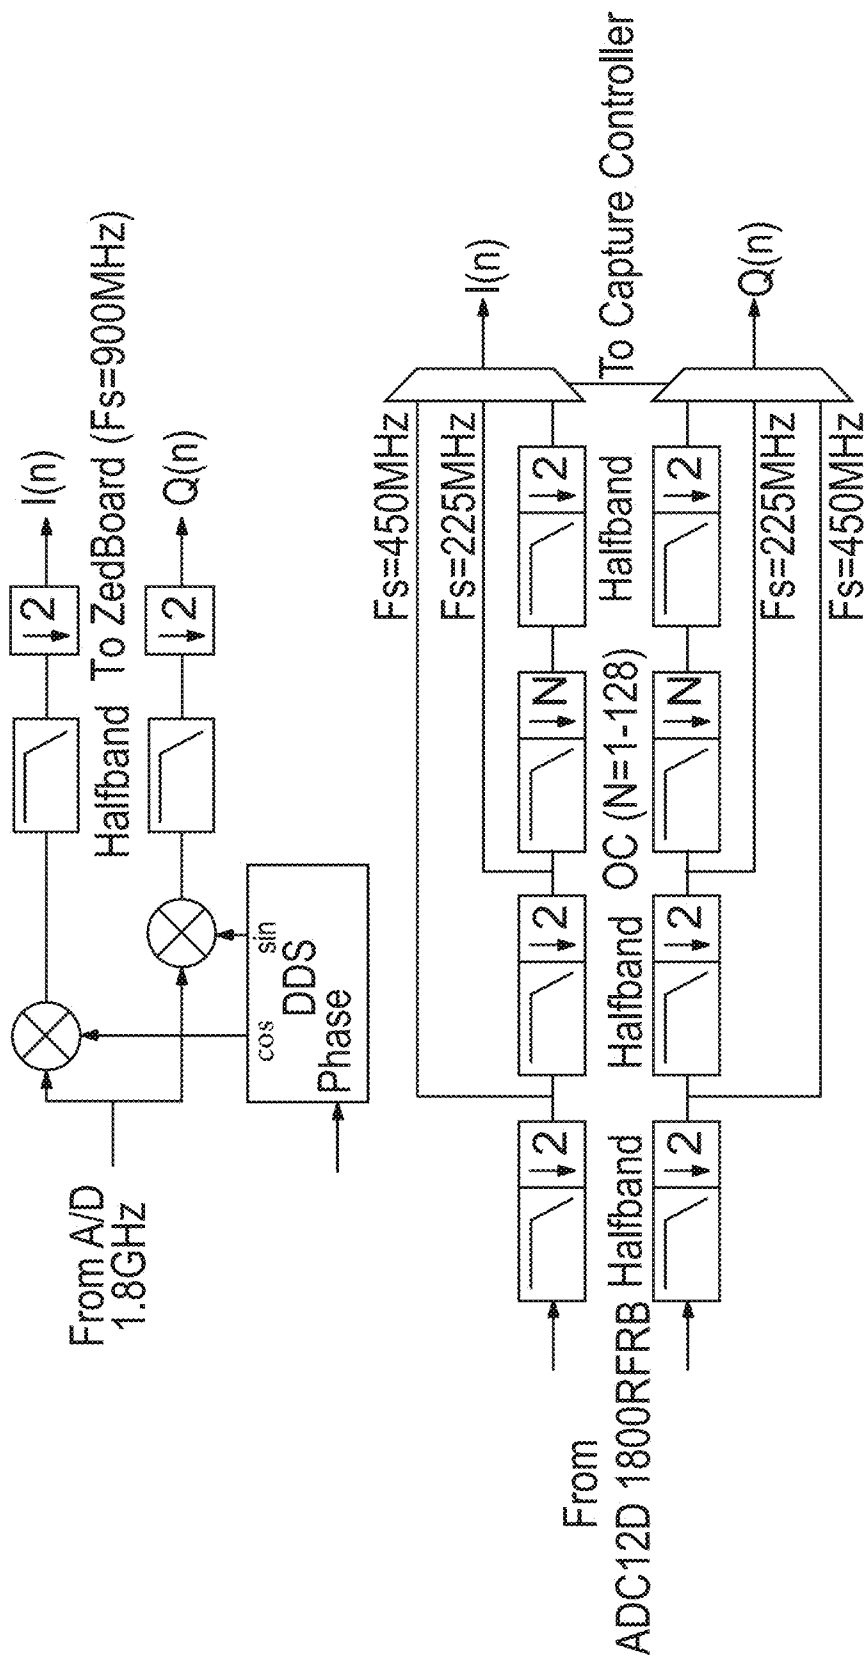 From A/D
1.8GHz
Halfband
To ZedBoard (Fs=900MHz)
↓2
I(n)
↓2
Q(n)
cos
sin
DDS
Phase
From
ADC12D 1800RFRB
Fs=450MHz
Fs=225MHz
↓2
↓2
↓N
↓2
I(n)
Halfband
Halfband
OC (N=1-128)
Halfband
To Capture Controller
↓2
↓2
↓N
↓2
Q(n)
Fs=225MHz
Fs=450MHz